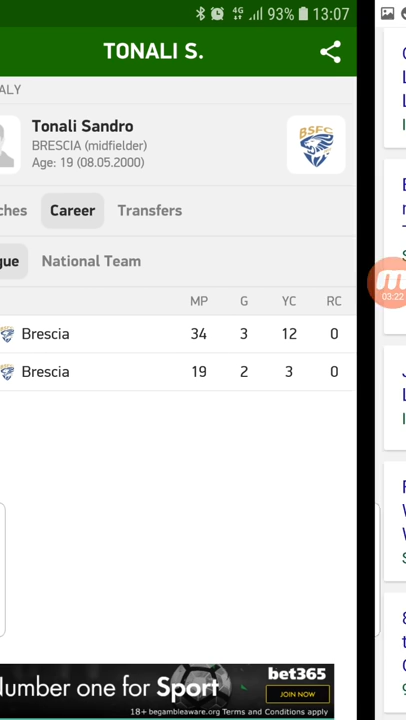 4G 93% 13:07
TONALI S.
ALY
Tonali Sandro
BRESCIA (midfielder)
Age: 19 (08.05.2000)
BSFC
ches Career Transfers
gue National Team
MP G YC RC
Brescia 34 3 12 0
Brescia 19 2 3 0
03:22
Number one for Sport
bet365
JOIN NOW
18+ begambleaware.org Terms and Conditions apply